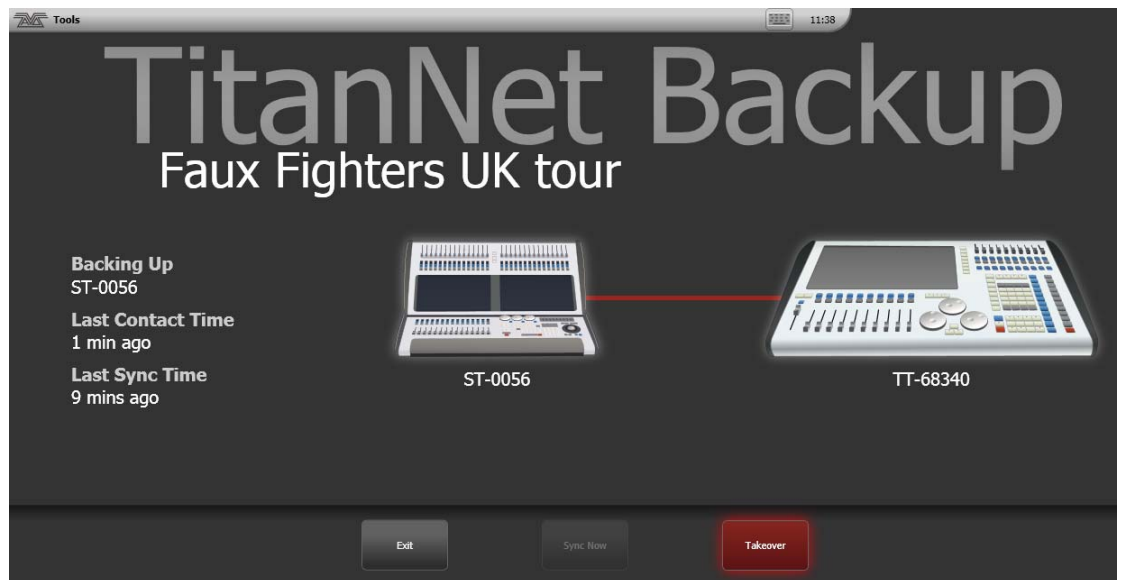 Tools
11:38
TitanNet Backup
Faux Fighters UK tour
Backing Up
ST-0056
Last Contact Time
1 min ago
Last Sync Time
9 mins ago
ST-0056
TT-68340
Exit
Sync Now
Takeover